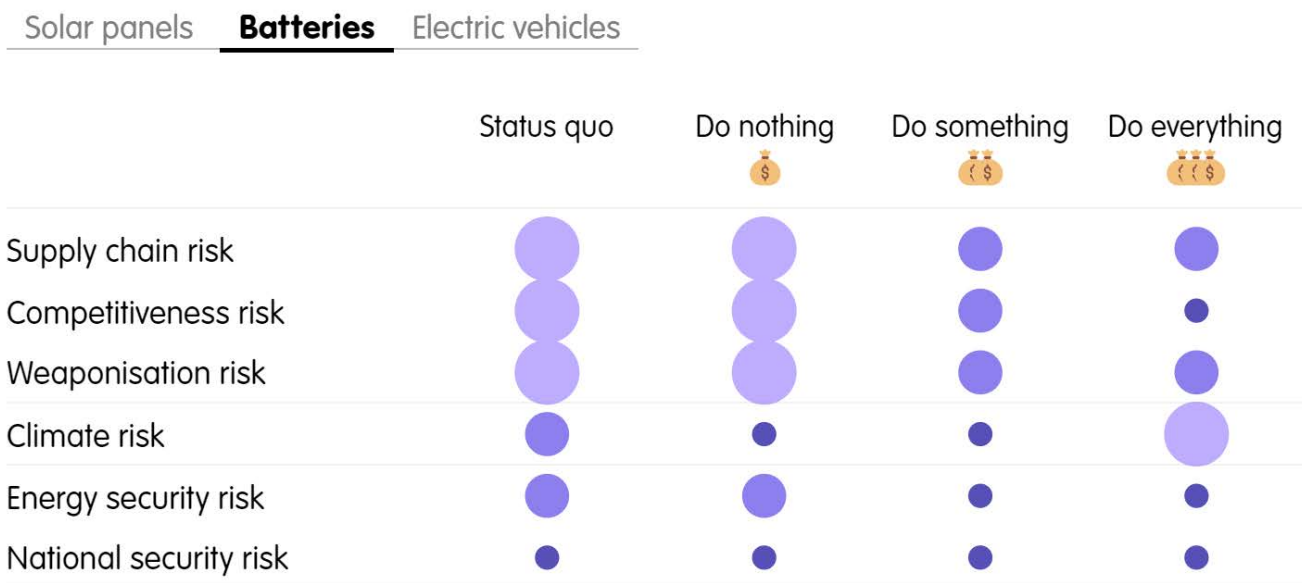 Solar panels Batteries Electric vehicles
Status quo Do nothing Do something Do everything
$ $ $
Supply chain risk
Competitiveness risk
Weaponisation risk
Climate risk
Energy security risk
National security risk